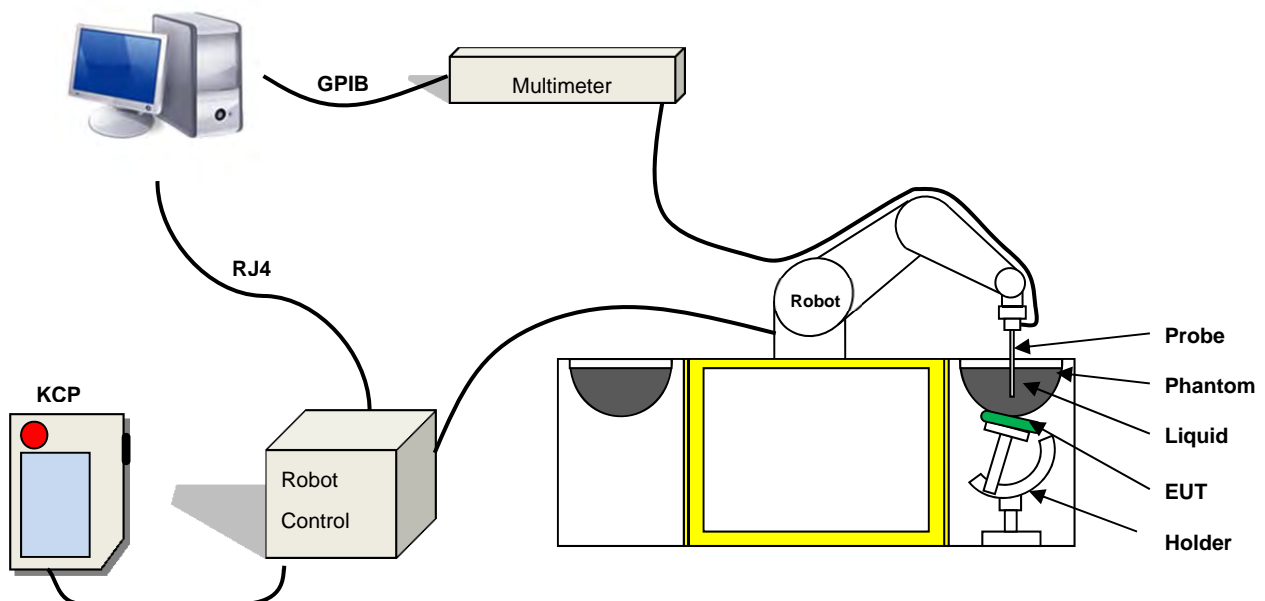 GPIB
Multimeter
RJ4
Robot
Probe
Phantom
KCP
Liquid
Robot
Control
EUT
Holder